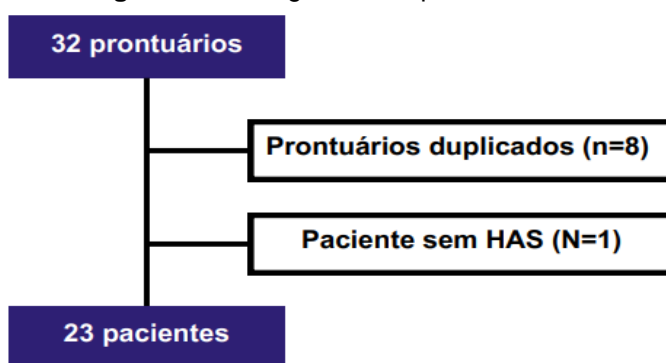 32 prontuários
Prontuários duplicados (n=8)
Paciente sem HAS (N=1)
23 pacientes